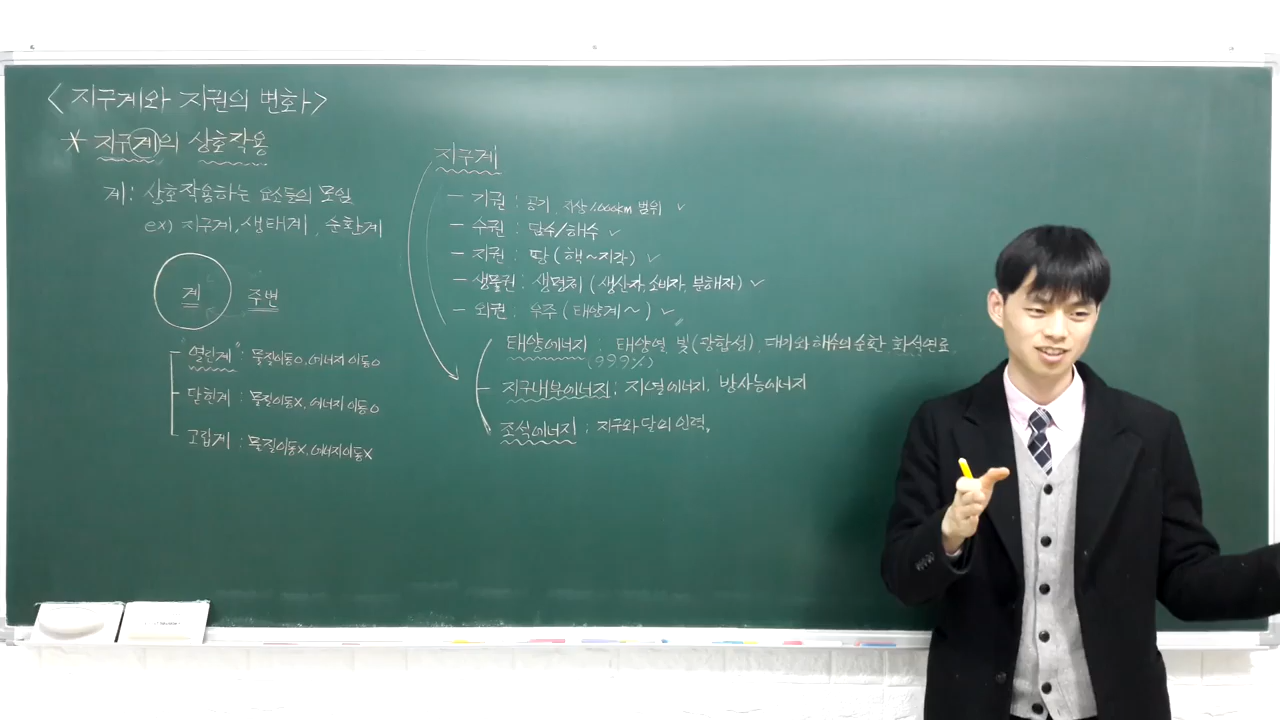 <지구계와 지권의 변화>
* 지구계의 상호작용
계: 상호작용하는 요소들의 모임
ex) 지구계, 생태계, 순환계
계 주변
열린계: 물질이동O, 에너지 이동O
닫힌계: 물질이동X, 에너지 이동O
고립계: 물질이동X, 에너지이동X
지구계
- 기권: 공기, 지상 1000km 범위 ✓
- 수권: 담수/해수 ✓
- 지권: 땅(핵~지각) ✓
- 생물권: 생명체 (생산자, 소비자, 분해자) ✓
- 외권: 우주(태양계~) ✓
태양에너지: 태양열, 빛(광합성), 대기와 해수의 순환, 화석연료
(99.9%)
지구내부에너지: 지열에너지, 방사능에너지
조석에너지: 지구와 달의 인력,